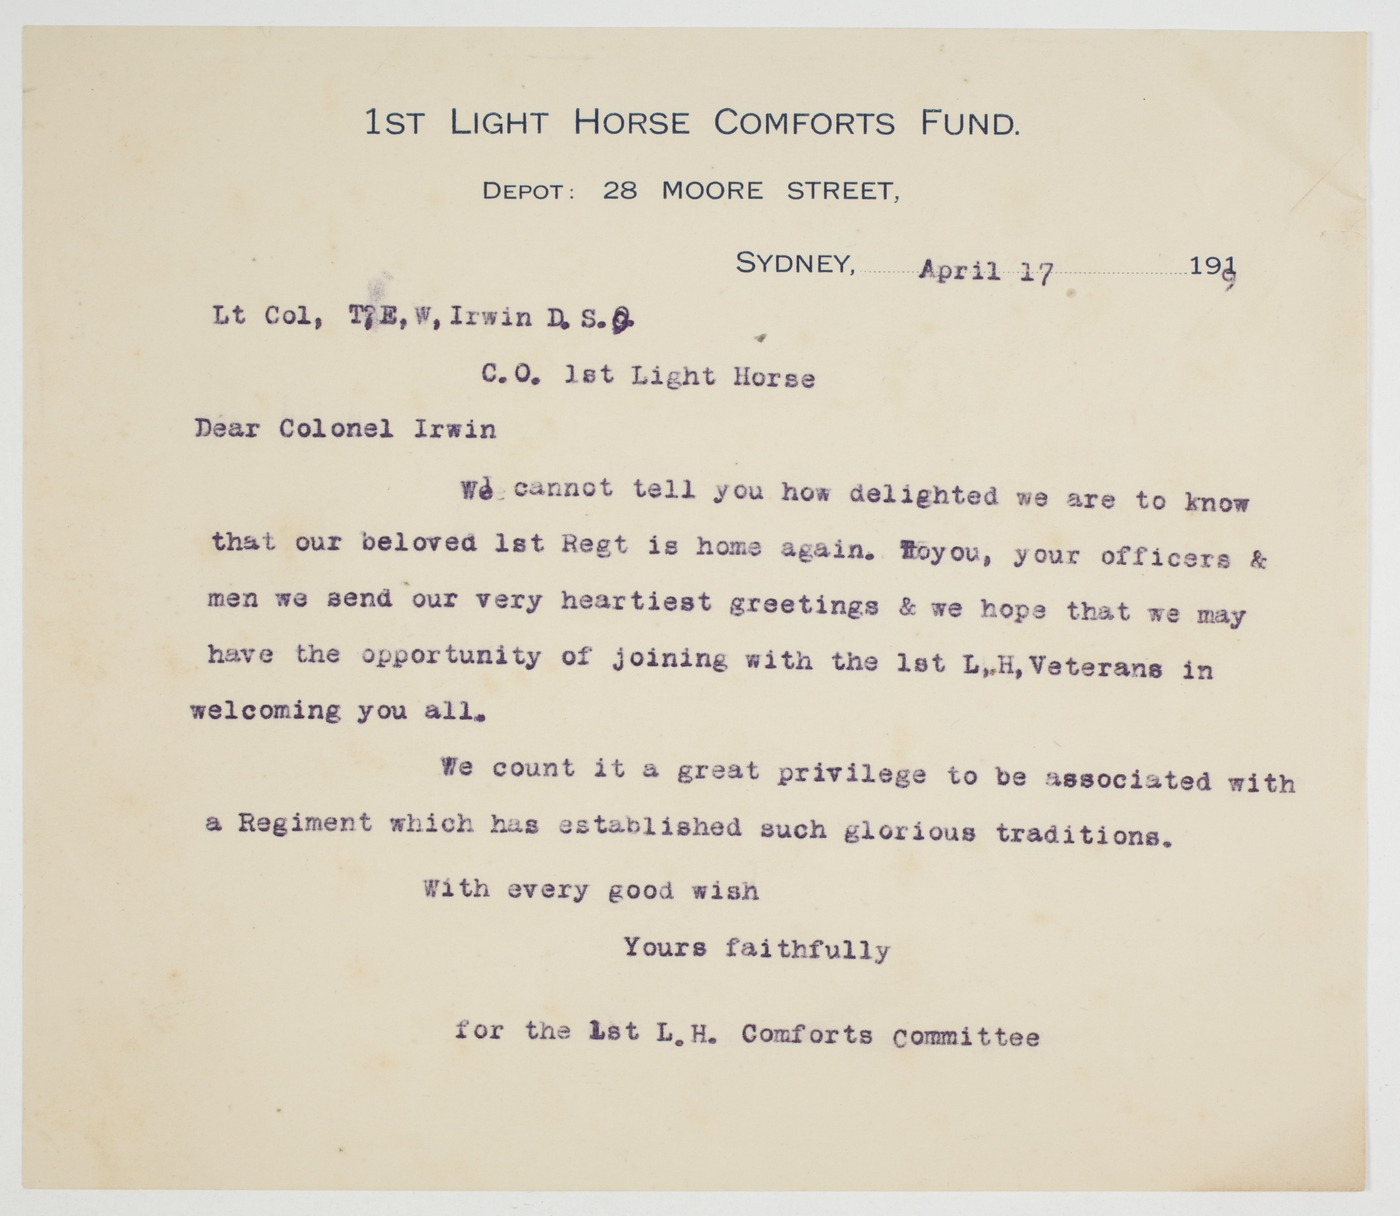 1ST LIGHT HORSE COMFORTS FUND.
DEPOT: 28 MOORE STREET,
SYDNEY, April 17 1919
Lt Col, T,E,W, Irwin D. S.O.
C.O. 1st Light Horse
Dear Colonel Irwin
We cannot tell you how delighted we are to know
that our beloved 1st Regt is home again. Toyou, your officers &
men we send our very heartiest greetings & we hope that we may
have the opportunity of joining with the 1st L.H, Veterans in
welcoming you all.
We count it a great privilege to be associated with
a Regiment which has established such glorious traditions.
With every good wish
Yours faithfully
for the 1st L.H. Comforts Committee